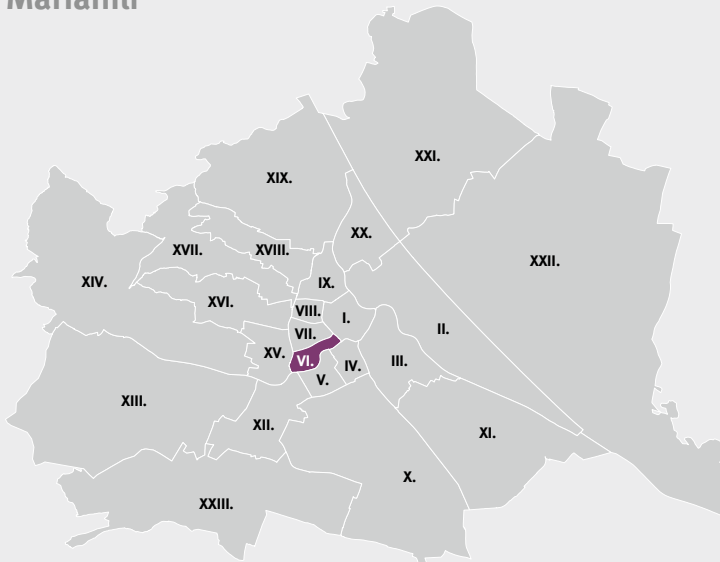 Mariahilf
XXI.
XIX.
XX.
XVII.
XVIII.
XXII.
XIV.
IX.
XVI.
VIII.
I.
II.
VII.
XV.
VI.
IV.
III.
V.
XIII.
XII.
XI.
X.
XXIII.